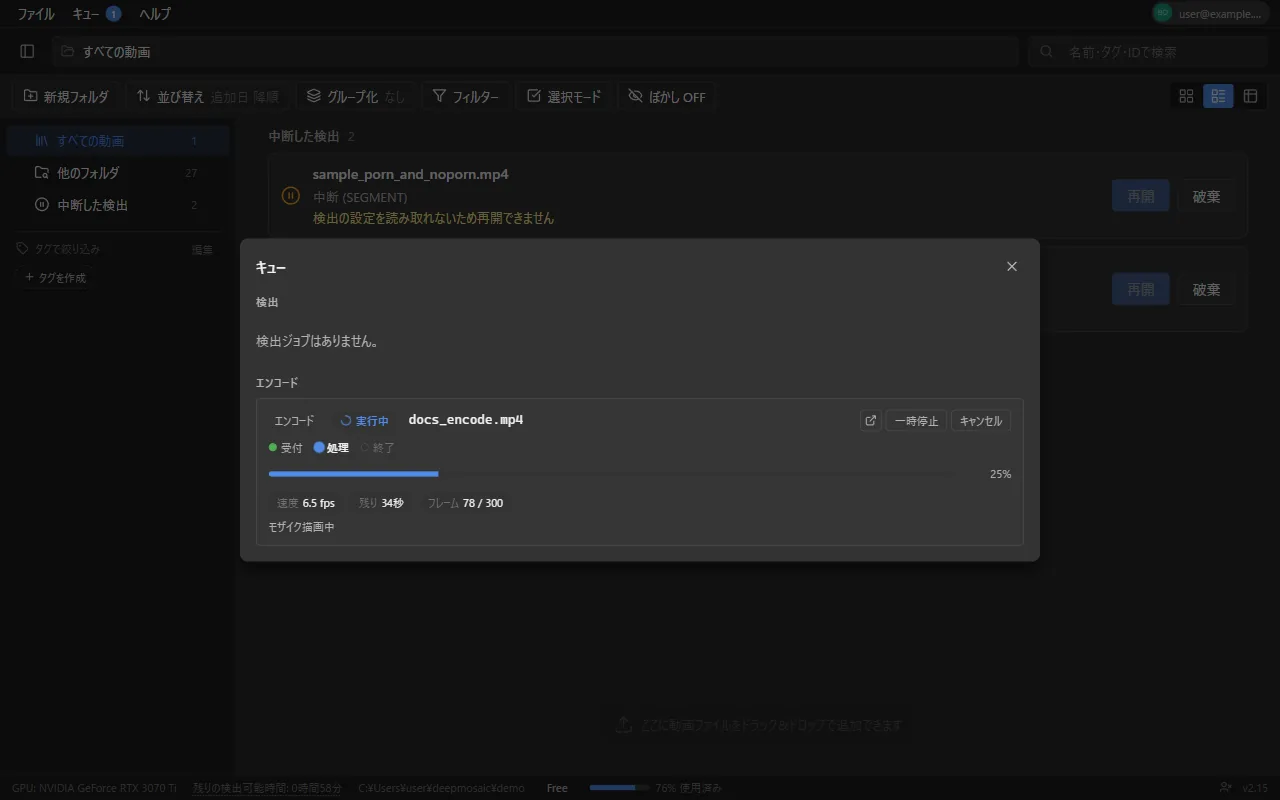 ファイル キュー 1 ヘルプ user@example....
すべての動画 名前・タグ・IDで検索
新規フォルダ 並び替え 追加日 降順 グループ化 なし フィルター 選択モード ぼかし OFF
すべての動画 1
他のフォルダ 27
中断した検出 2
タグで絞り込み 編集
+ タグを作成
中断した検出 2
sample_porn_and_noporn.mp4
中断 (SEGMENT)
検出の設定を読み取れないため再開できません
再開 破棄
再開 破棄
キュー
検出
検出ジョブはありません。
エンコード
エンコード 実行中 docs_encode.mp4 一時停止 キャンセル
受付 処理 終了
25%
速度 6.5 fps 残り 34秒 フレーム 78 / 300
モザイク描画中
ここに動画ファイルをドラッグ&ドロップで追加できます
GPU: NVIDIA GeForce RTX 3070 Ti 残りの検出可能時間: 0時間58分 C:¥Users¥user¥deepmosaic¥demo Free 76% 使用済み v2.15